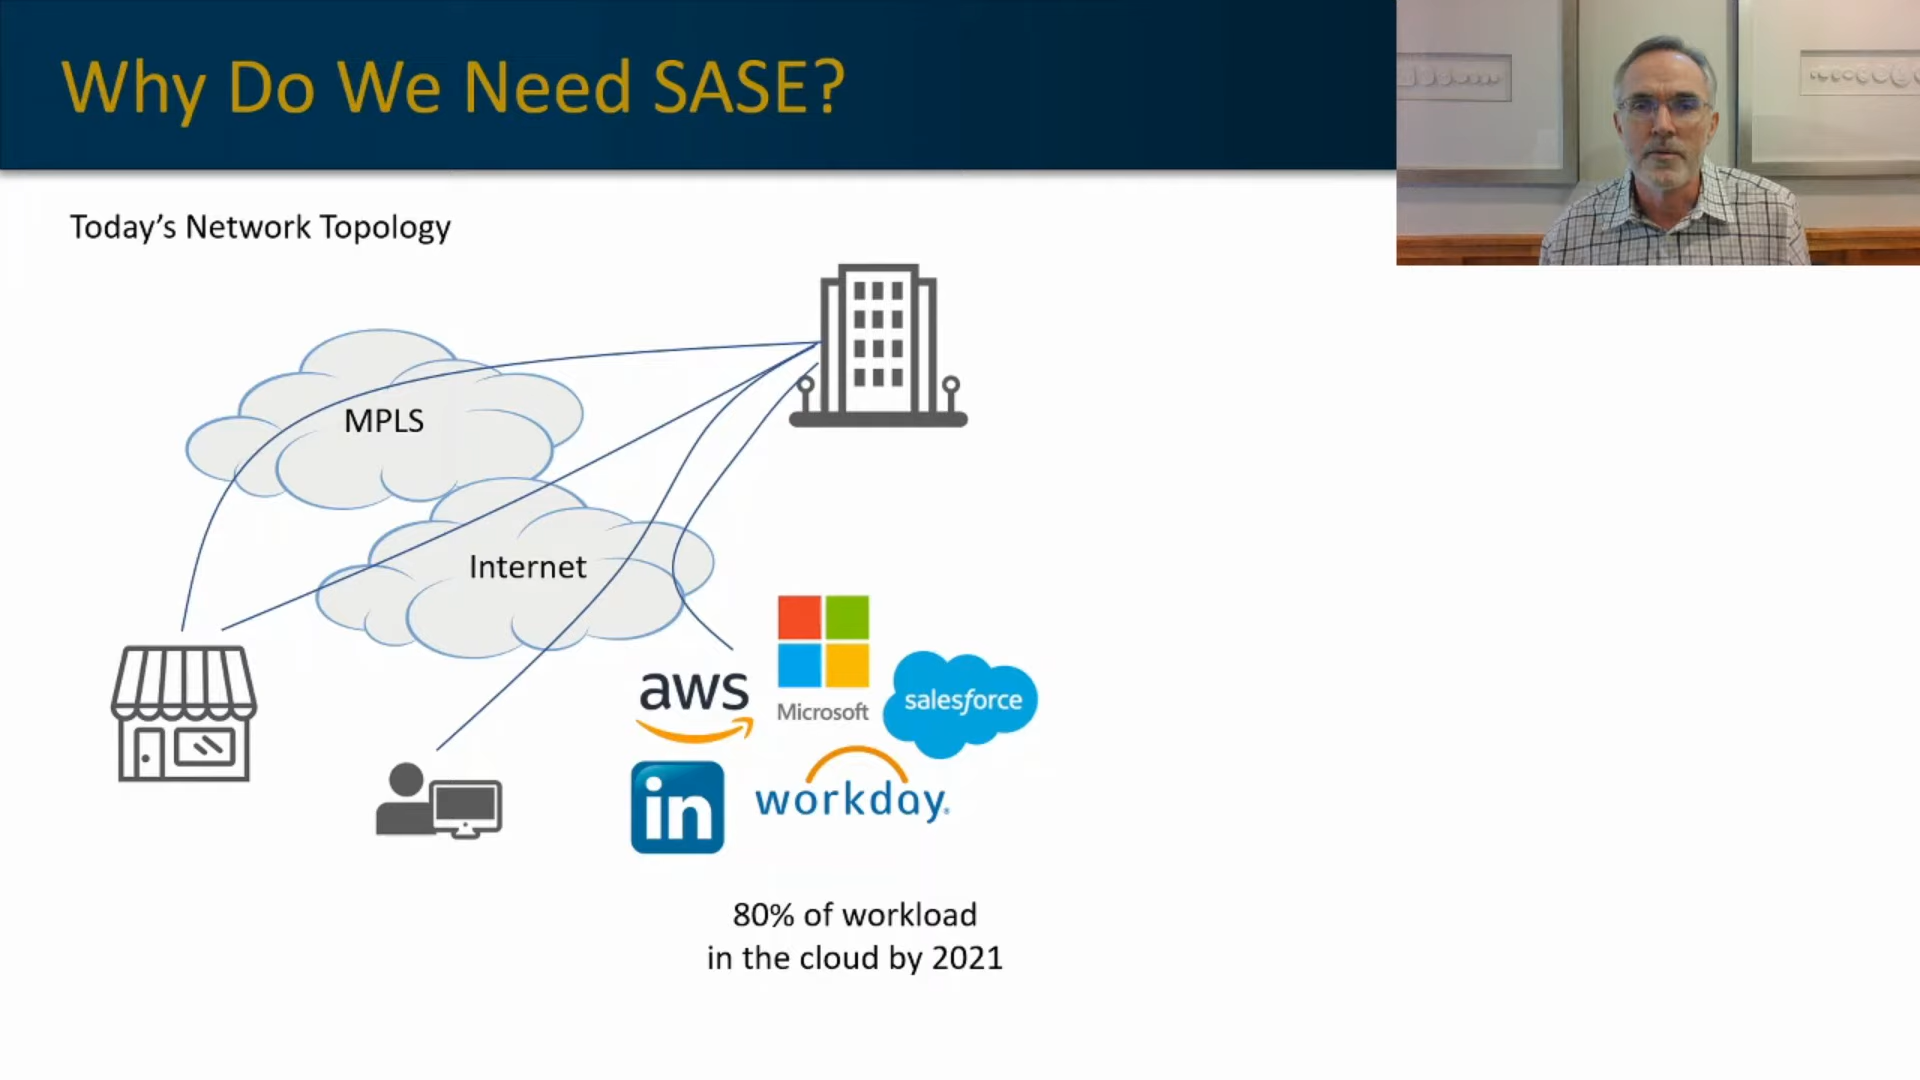 Why Do We Need SASE?
Today's Network Topology
MPLS
Internet
aws
Microsoft
salesforce
in
workday.
80% of workload
in the cloud by 2021